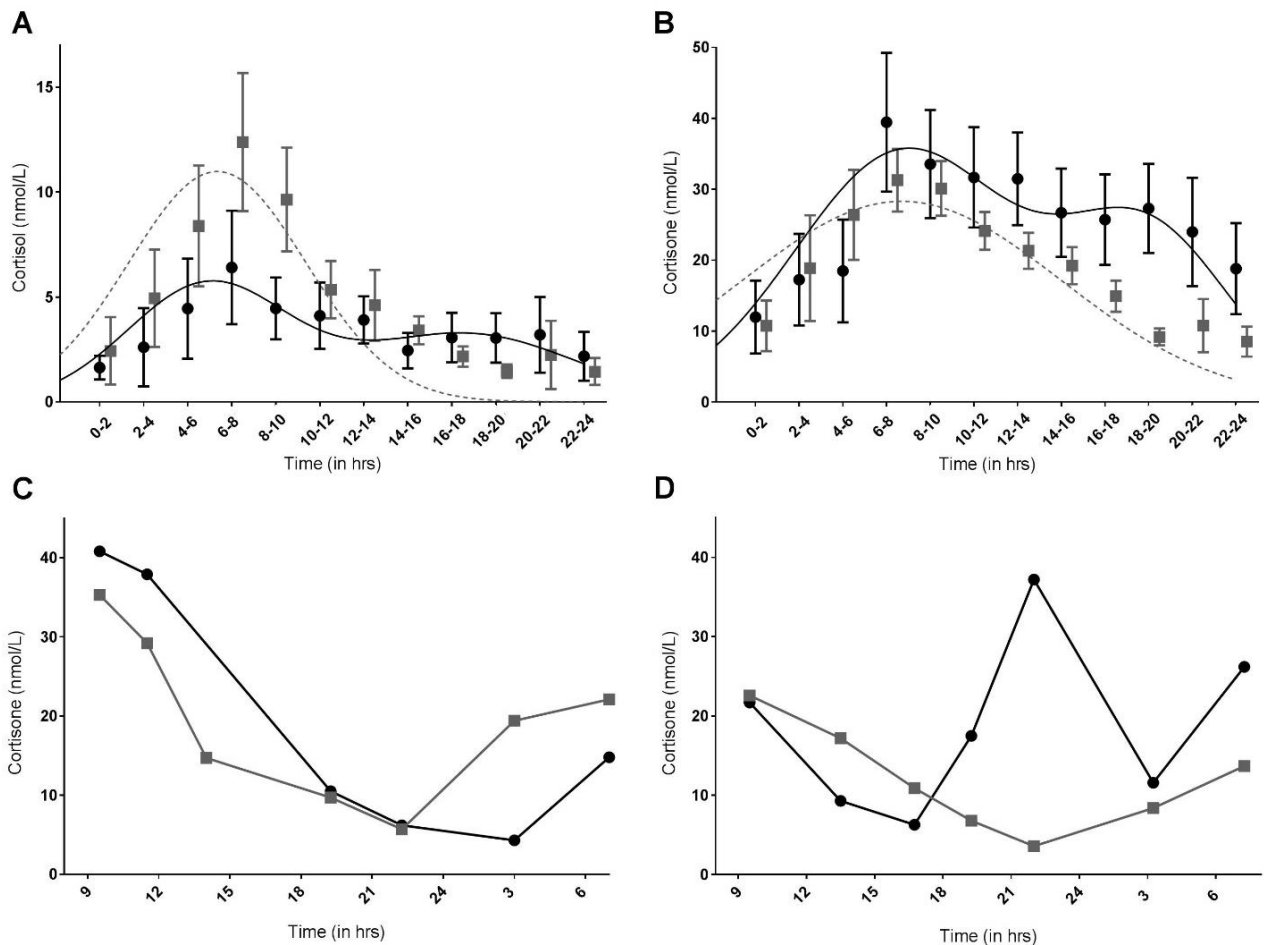 A
Cortisol (nmol/L)
15
10
5
0
0-2 2-4 4-6 6-8 8-10 10-12 12-14 14-16 16-18 18-20 20-22 22-24
Time (in hrs)
B
Cortisone (nmol/L)
50
40
30
20
10
0
0-2 2-4 4-6 6-8 8-10 10-12 12-14 14-16 16-18 18-20 20-22 22-24
Time (in hrs)
C
Cortisone (nmol/L)
40
30
20
10
0
9 12 15 18 21 24 3 6
Time (in hrs)
D
Cortisone (nmol/L)
40
30
20
10
0
9 12 15 18 21 24 3 6
Time (in hrs)